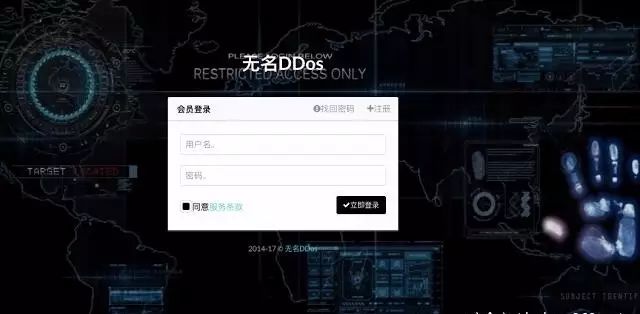 PLEASE LOGIN BELOW
无名DDos
RESTRICTED ACCESS ONLY
会员登录
找回密码
注册
用户名。
密码。
同意服务条款
立即登录
TARGET LOCATED
2014-17 © 无名DDos
SUBJECT IDENTIF